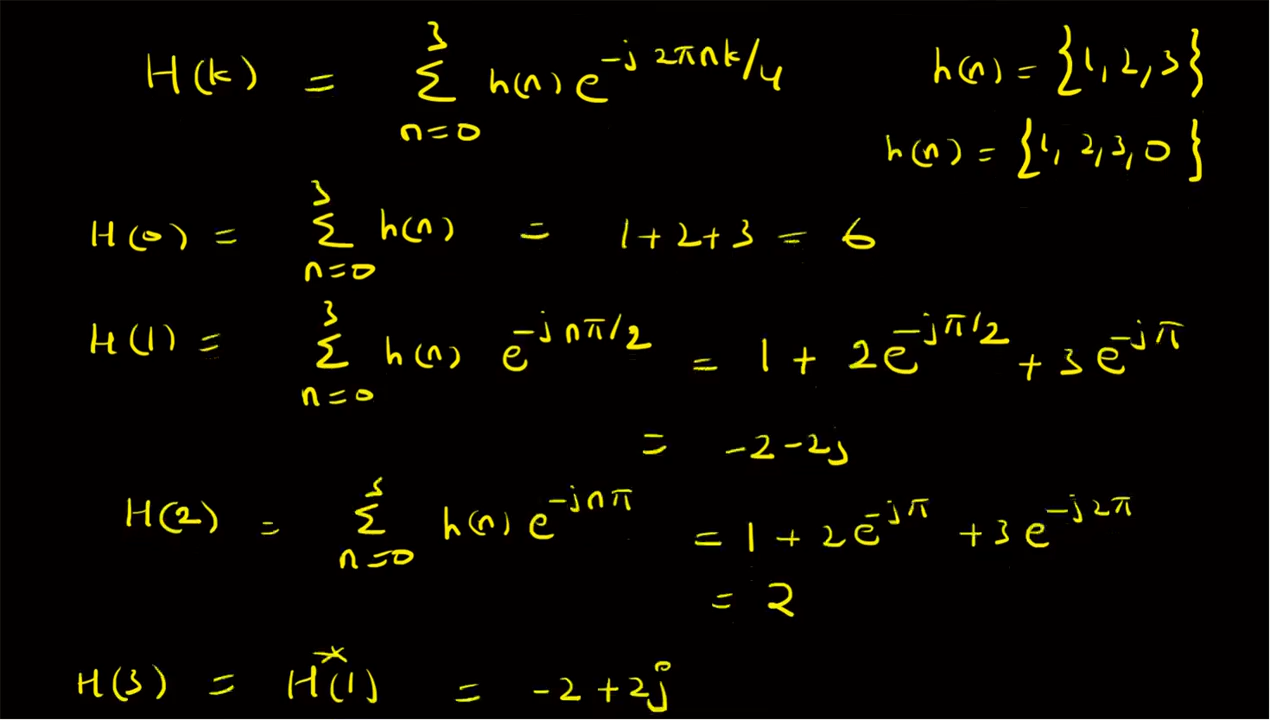 H(k) = Σ_{n=0}^{3} h(n) e^{-j 2πnk/4} h(n) = {1, 2, 3}
h(n) = {1, 2, 3, 0}
H(0) = Σ_{n=0}^{3} h(n) = 1+2+3 = 6
H(1) = Σ_{n=0}^{3} h(n) e^{-jnπ/2} = 1 + 2e^{-jπ/2} + 3e^{-jπ}
= -2-2j
H(2) = Σ_{n=0}^{3} h(n) e^{-jnπ} = 1 + 2e^{-jπ} + 3e^{-j2π}
= 2
H(3) = H^*(1) = -2+2j